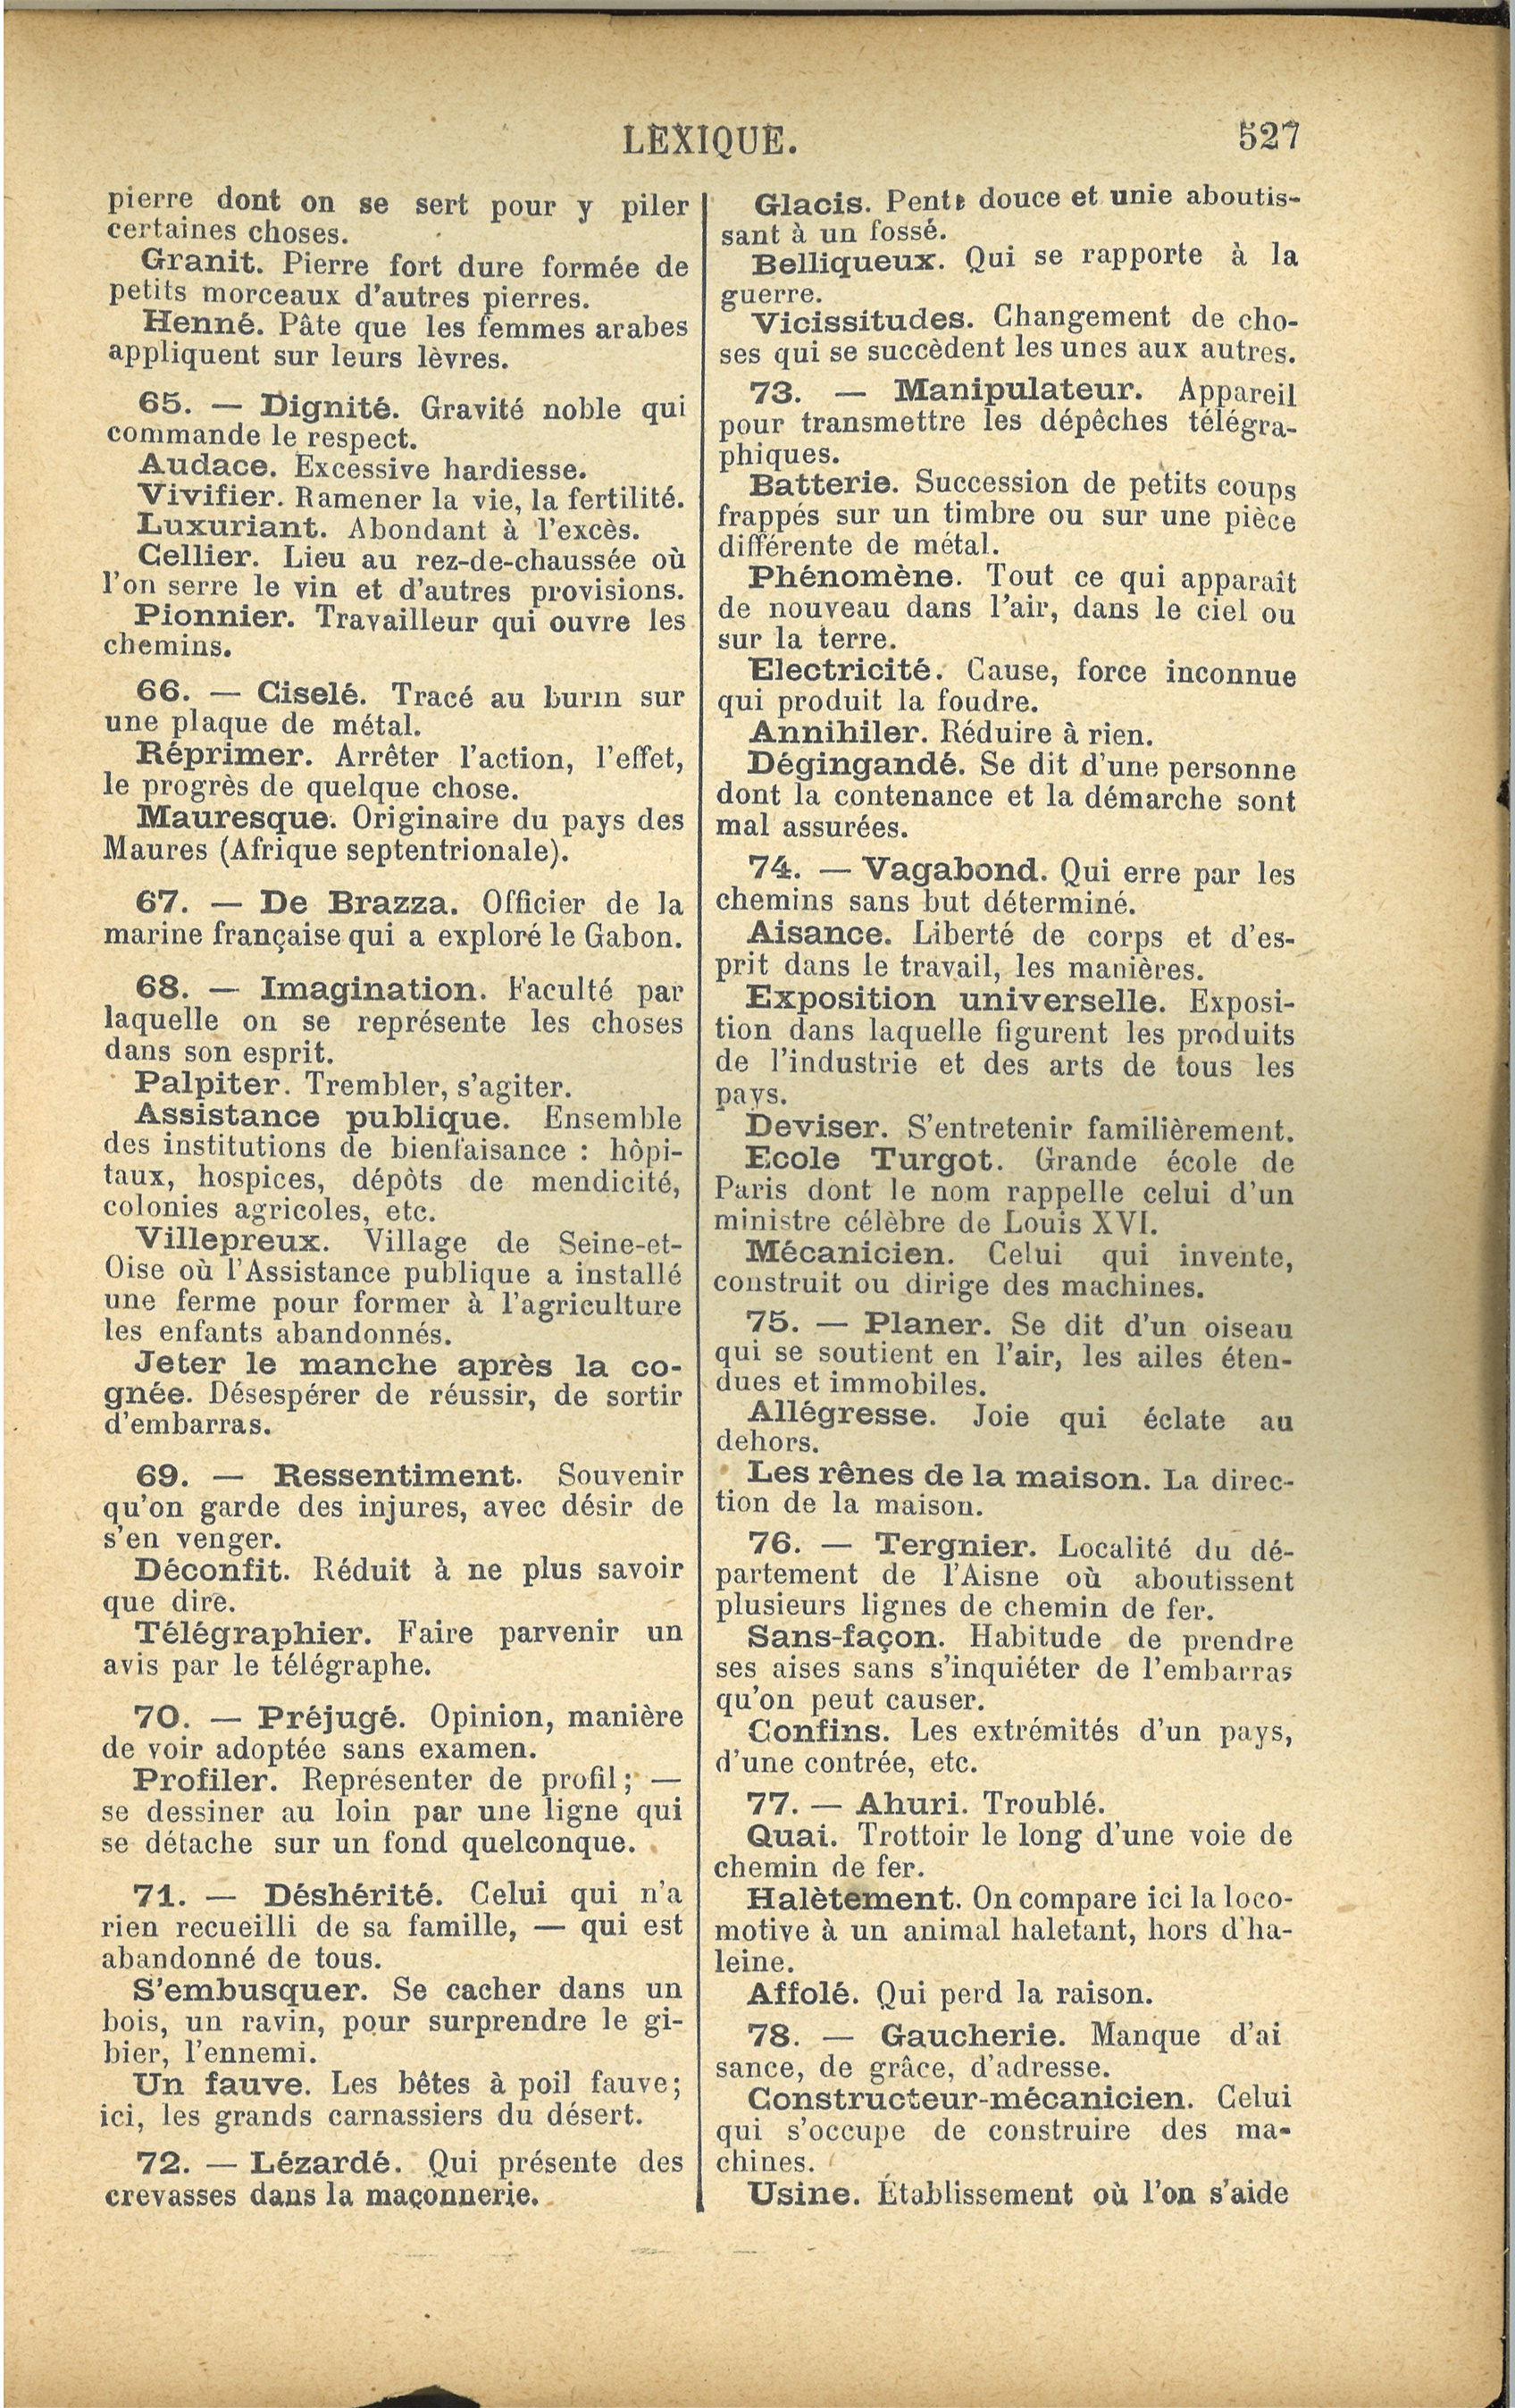 LEXIQUE.
527
pierre dont on se sert pour y piler
certaines choses.
Granit. Pierre fort dure formée de
petits morceaux d'autres pierres.
Henné. Pâte que les femmes arabes
appliquent sur leurs lèvres.
65. — Dignité. Gravité noble qui
commande le respect.
Audace. Excessive hardiesse.
Vivifier. Ramener la vie, la fertilité.
Luxuriant. Abondant à l'excès.
Cellier. Lieu au rez-de-chaussée où
l'on serre le vin et d'autres provisions.
Pionnier. Travailleur qui ouvre les
chemins.
66. — Ciselé. Tracé au burin sur
une plaque de métal.
Réprimer. Arrêter l'action, l'effet,
le progrès de quelque chose.
Mauresque. Originaire du pays des
Maures (Afrique septentrionale).
67. — De Brazza. Officier de la
marine française qui a exploré le Gabon.
68. — Imagination. Faculté par
laquelle on se représente les choses
dans son esprit.
Palpiter. Trembler, s'agiter.
Assistance publique. Ensemble
des institutions de bienfaisance : hôpi-
taux, hospices, dépôts de mendicité,
colonies agricoles, etc.
Villepreux. Village de Seine-et-
Oise où l'Assistance publique a installé
une ferme pour former à l'agriculture
les enfants abandonnés.
Jeter le manche après la co-
gnée. Désespérer de réussir, de sortir
d'embarras.
69. — Ressentiment. Souvenir
qu'on garde des injures, avec désir de
s'en venger.
Déconfit. Réduit à ne plus savoir
que dire.
Télégraphier. Faire parvenir un
avis par le télégraphe.
70. — Préjugé. Opinion, manière
de voir adoptée sans examen.
Profiler. Représenter de profil; —
se dessiner au loin par une ligne qui
se détache sur un fond quelconque.
71. — Déshérité. Celui qui n'a
rien recueilli de sa famille, — qui est
abandonné de tous.
S'embusquer. Se cacher dans un
bois, un ravin, pour surprendre le gi-
bier, l'ennemi.
Un fauve. Les bêtes à poil fauve;
ici, les grands carnassiers du désert.
72. — Lézardé. Qui présente des
crevasses dans la maçonnerie.
Glacis. Pente douce et unie aboutis-
sant à un fossé.
Belliqueux. Qui se rapporte à la
guerre.
Vicissitudes. Changement de cho-
ses qui se succèdent les unes aux autres.
73. — Manipulateur. Appareil
pour transmettre les dépêches télégra-
phiques.
Batterie. Succession de petits coups
frappés sur un timbre ou sur une pièce
différente de métal.
Phénomène. Tout ce qui apparaît
de nouveau dans l'air, dans le ciel ou
sur la terre.
Electricité. Cause, force inconnue
qui produit la foudre.
Annihiler. Réduire à rien.
Dégingandé. Se dit d'une personne
dont la contenance et la démarche sont
mal assurées.
74. — Vagabond. Qui erre par les
chemins sans but déterminé.
Aisance. Liberté de corps et d'es-
prit dans le travail, les manières.
Exposition universelle. Exposi-
tion dans laquelle figurent les produits
de l'industrie et des arts de tous les
pays.
Deviser. S'entretenir familièrement.
Ecole Turgot. Grande école de
Paris dont le nom rappelle celui d'un
ministre célèbre de Louis XVI.
Mécanicien. Celui qui invente,
construit ou dirige des machines.
75. — Planer. Se dit d'un oiseau
qui se soutient en l'air, les ailes éten-
dues et immobiles.
Allégresse. Joie qui éclate au
dehors.
Les rênes de la maison. La direc-
tion de la maison.
76. — Tergnier. Localité du dé-
partement de l'Aisne où aboutissent
plusieurs lignes de chemin de fer.
Sans-façon. Habitude de prendre
ses aises sans s'inquiéter de l'embarras
qu'on peut causer.
Confins. Les extrémités d'un pays,
d'une contrée, etc.
77. — Ahuri. Troublé.
Quai. Trottoir le long d'une voie de
chemin de fer.
Halètement. On compare ici la loco-
motive à un animal haletant, hors d'ha-
leine.
Affolé. Qui perd la raison.
78. — Gaucherie. Manque d'ai
sance, de grâce, d'adresse.
Constructeur-mécanicien. Celui
qui s'occupe de construire des ma-
chines.
Usine. Établissement où l'on s'aide